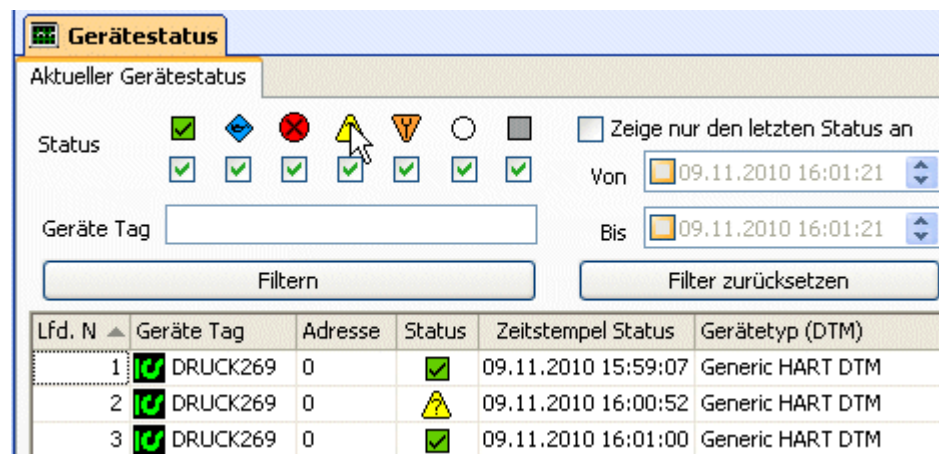 Gerätestatus
Aktueller Gerätestatus
Status
Zeige nur den letzten Status an
Von 09.11.2010 16:01:21
Geräte Tag
Bis 09.11.2010 16:01:21
Filtern
Filter zurücksetzen
Lfd. N Geräte Tag Adresse Status Zeitstempel Status Gerätetyp (DTM)
1 DRUCK269 0 09.11.2010 15:59:07 Generic HART DTM
2 DRUCK269 0 ? 09.11.2010 16:00:52 Generic HART DTM
3 DRUCK269 0 09.11.2010 16:01:00 Generic HART DTM